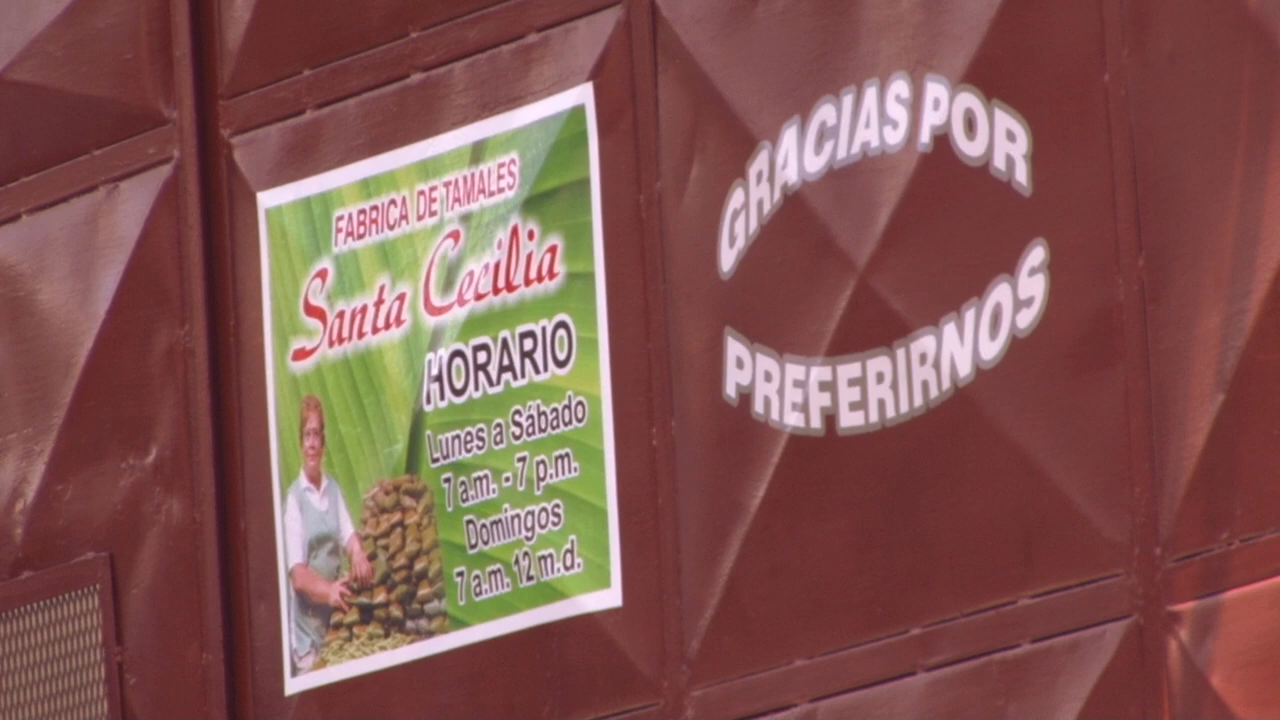 FABRICA DE TAMALES
Santa Cecilia
HORARIO
Lunes a Sábado
7 a.m. - 7 p.m.
Domingos
7 a.m. 12 m.d.
GRACIAS POR
PREFERIRNOS